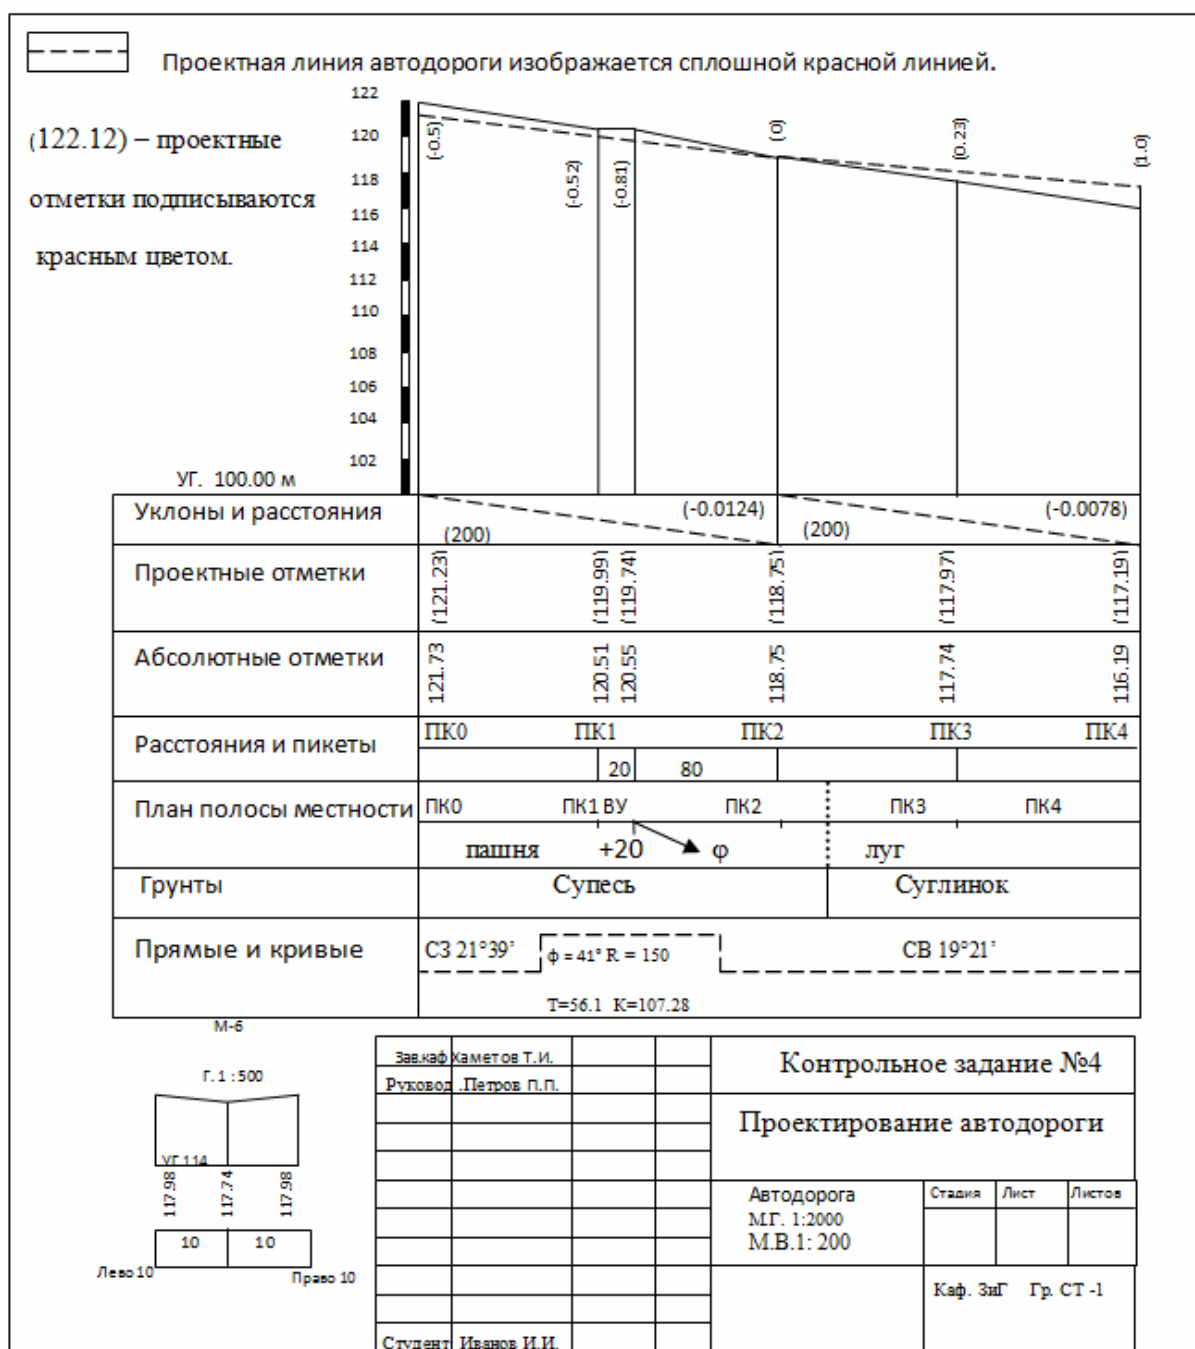 Проектная линия автодороги изображается сплошной красной линией.
(122.12) – проектные
отметки подписываются
красным цветом.
122
120
118
116
114
112
110
108
106
104
102
УГ. 100.00 м
(-0.5)
(-0.52)
(-0.81)
(0)
(0.23)
(1.0)
Уклоны и расстояния
(200)
(-0.0124)
(200)
(-0.0078)
Проектные отметки
(121.23)
(119.99)
(119.74)
(118.75)
(117.97)
(117.19)
Абсолютные отметки
121.73
120.51
120.55
118.75
117.74
116.19
Расстояния и пикеты
ПК0 ПК1 ПК2 ПК3 ПК4
20 80
План полосы местности
ПК0 ПК1 ВУ ПК2 ПК3 ПК4
пашня +20 φ луг
Грунты Супесь Суглинок
Прямые и кривые СЗ 21°39' ϕ = 41° R = 150 СВ 19°21'
Т=56.1 К=107.28
М-б
Г. 1 : 500
УГ 114
117.98
117.74
117.98
10 10
Лево 10 Право 10
Зав.каф Хаметов Т.И.
Руковод .Петров П.П.
Студент Иванов И.И.
Контрольное задание №4
Проектирование автодороги
Автодорога
М.Г. 1:2000
М.В.1: 200
Стадия Лист Листов
Каф. ЗиГ Гр. СТ -1